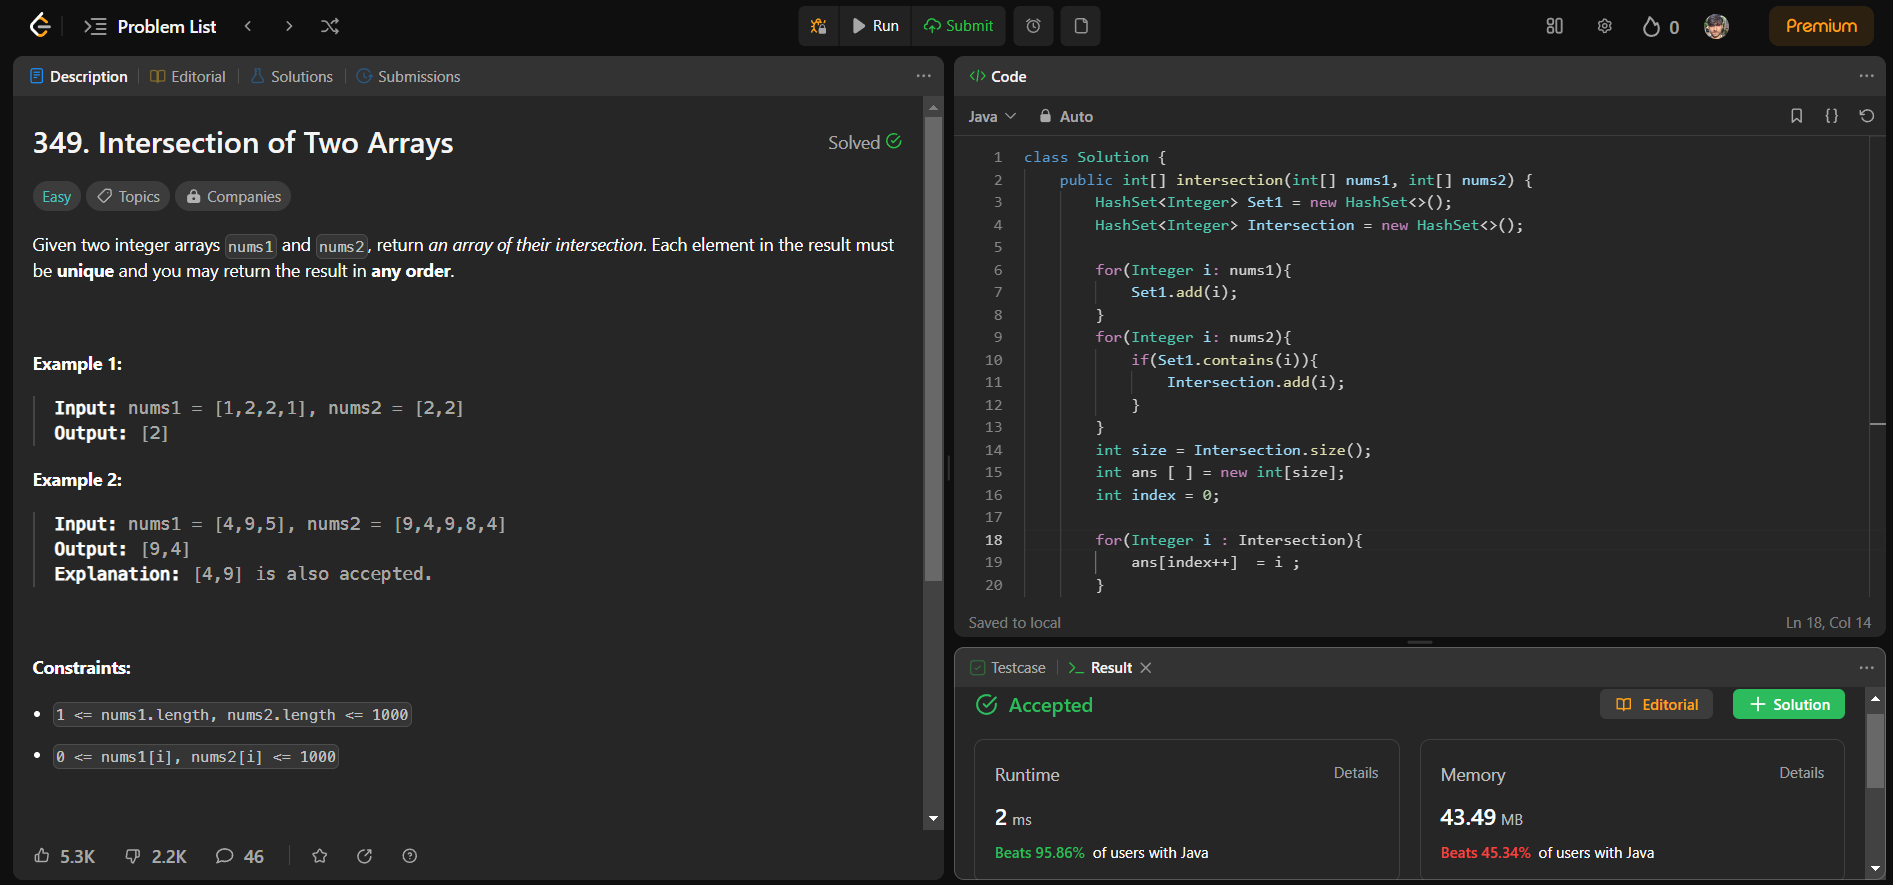 Problem List
Run
Submit
0
Premium
Description
Editorial
Solutions
Submissions
349. Intersection of Two Arrays
Solved
Easy
Topics
Companies
Given two integer arrays nums1 and nums2, return an array of their intersection. Each element in the result must
be unique and you may return the result in any order.
Example 1:
Input: nums1 = [1,2,2,1], nums2 = [2,2]
Output: [2]
Example 2:
Input: nums1 = [4,9,5], nums2 = [9,4,9,8,4]
Output: [9,4]
Explanation: [4,9] is also accepted.
Constraints:
• 1 <= nums1.length, nums2.length <= 1000
• 0 <= nums1[i], nums2[i] <= 1000
5.3K
2.2K
46
</> Code
Java
Auto
{}
1 class Solution {
2 public int[] intersection(int[] nums1, int[] nums2) {
3 HashSet<Integer> Set1 = new HashSet<>();
4 HashSet<Integer> Intersection = new HashSet<>();
5
6 for(Integer i: nums1){
7 Set1.add(i);
8 }
9 for(Integer i: nums2){
10 if(Set1.contains(i)){
11 Intersection.add(i);
12 }
13 }
14 int size = Intersection.size();
15 int ans [ ] = new int[size];
16 int index = 0;
17
18 for(Integer i : Intersection){
19 ans[index++]  = i ;
20 }
Saved to local
Ln 18, Col 14
Testcase
>_ Result
Accepted
Editorial
+ Solution
Runtime
Details
2 ms
Beats 95.86% of users with Java
Memory
Details
43.49 MB
Beats 45.34% of users with Java